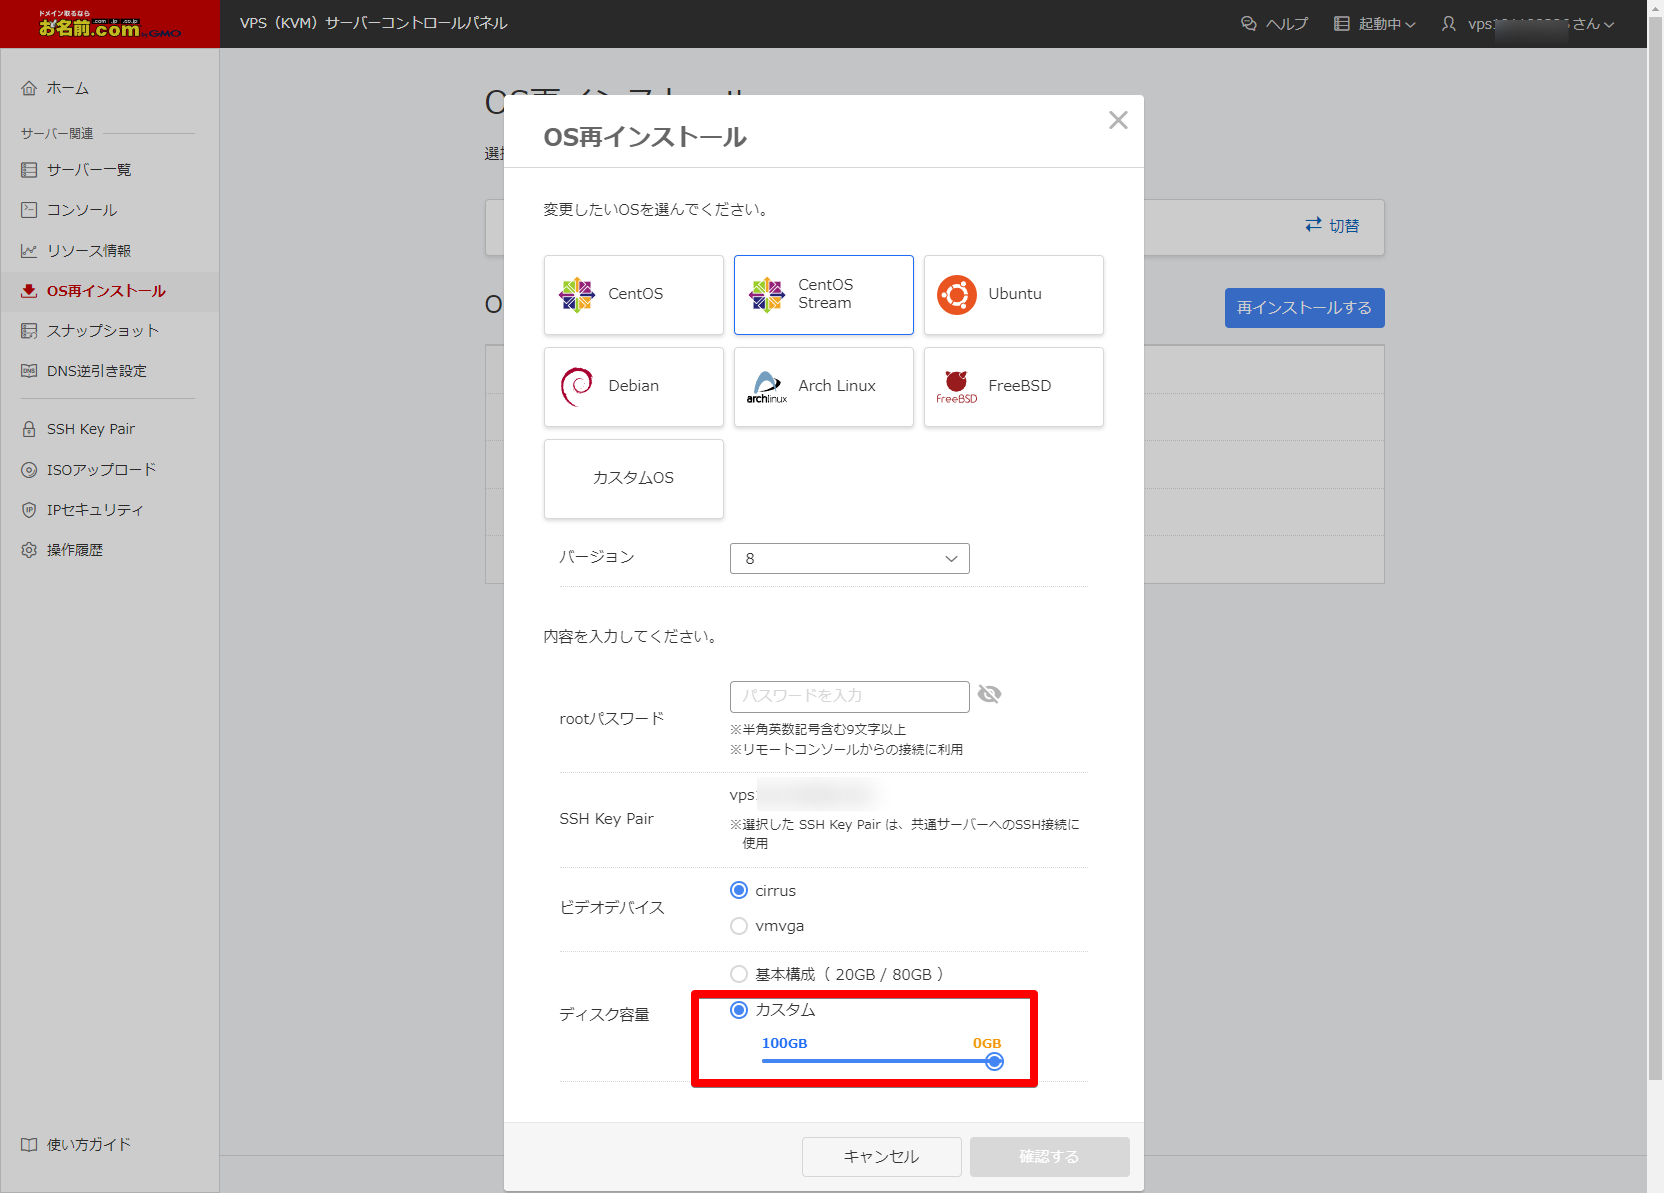 ドメイン取るなら
.com .jp .co.jp
お名前.com by GMO
VPS（KVM）サーバーコントロールパネル
ヘルプ
起動中
さん
ホーム
サーバー関連
サーバー一覧
コンソール
リソース情報
OS再インストール
スナップショット
DNS逆引き設定
SSH Key Pair
ISOアップロード
IPセキュリティ
操作履歴
使い方ガイド
切替
再インストールする
OS再インストール
変更したいOSを選んでください。
CentOS
CentOS
Stream
Ubuntu
Debian
archlinux
Arch Linux
FreeBSD
FreeBSD
カスタムOS
バージョン
8
内容を入力してください。
rootパスワード
パスワードを入力
※半角英数記号含む9文字以上
※リモートコンソールからの接続に利用
SSH Key Pair
vps
※選択した SSH Key Pair は、共通サーバーへのSSH接続に
使用
ビデオデバイス
cirrus
vmvga
ディスク容量
基本構成（ 20GB / 80GB ）
カスタム
100GB
0GB
キャンセル
確認する